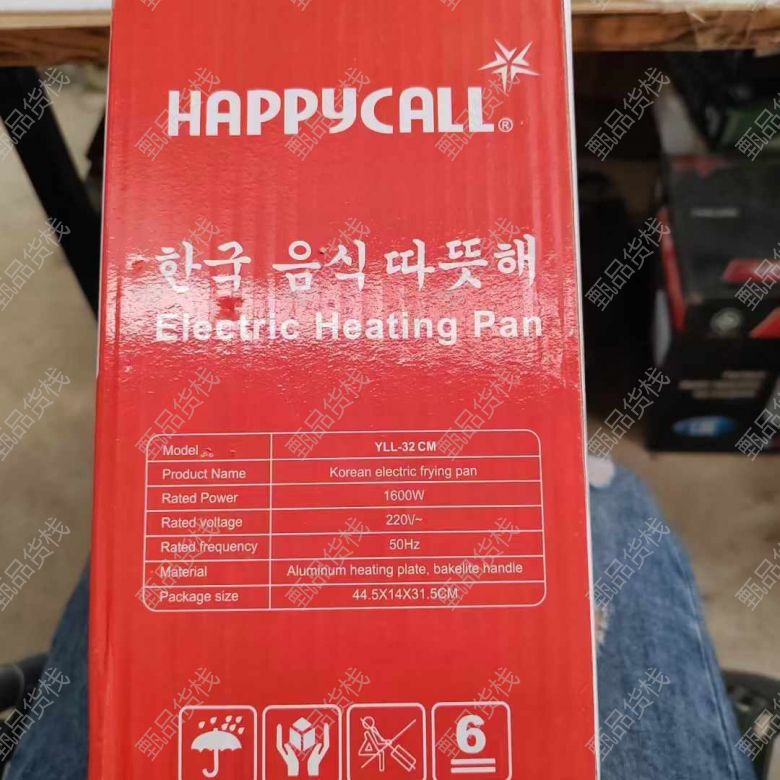 HAPPYCALL®
한국 음식 따뜻해
Electric Heating Pan
Model YLL-32 CM
Product Name Korean electric frying pan
Rated Power 1600W
Rated voltage 220\/~
Rated frequency 50Hz
Material Aluminum heating plate, bakelite handle
Package size 44.5X14X31.5CM
6
甄品货栈